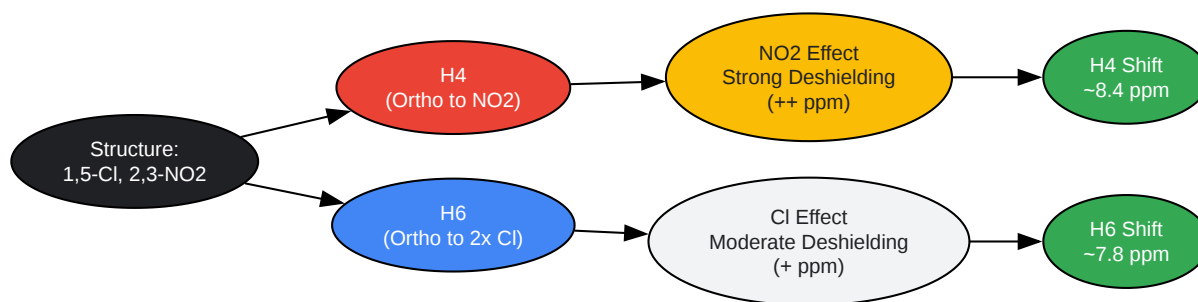 Structure:
1,5-Cl, 2,3-NO2
H4
(Ortho to NO2)
NO2 Effect
Strong Deshielding
(++ ppm)
H4 Shift
~8.4 ppm
H6
(Ortho to 2x Cl)
Cl Effect
Moderate Deshielding
(+ ppm)
H6 Shift
~7.8 ppm